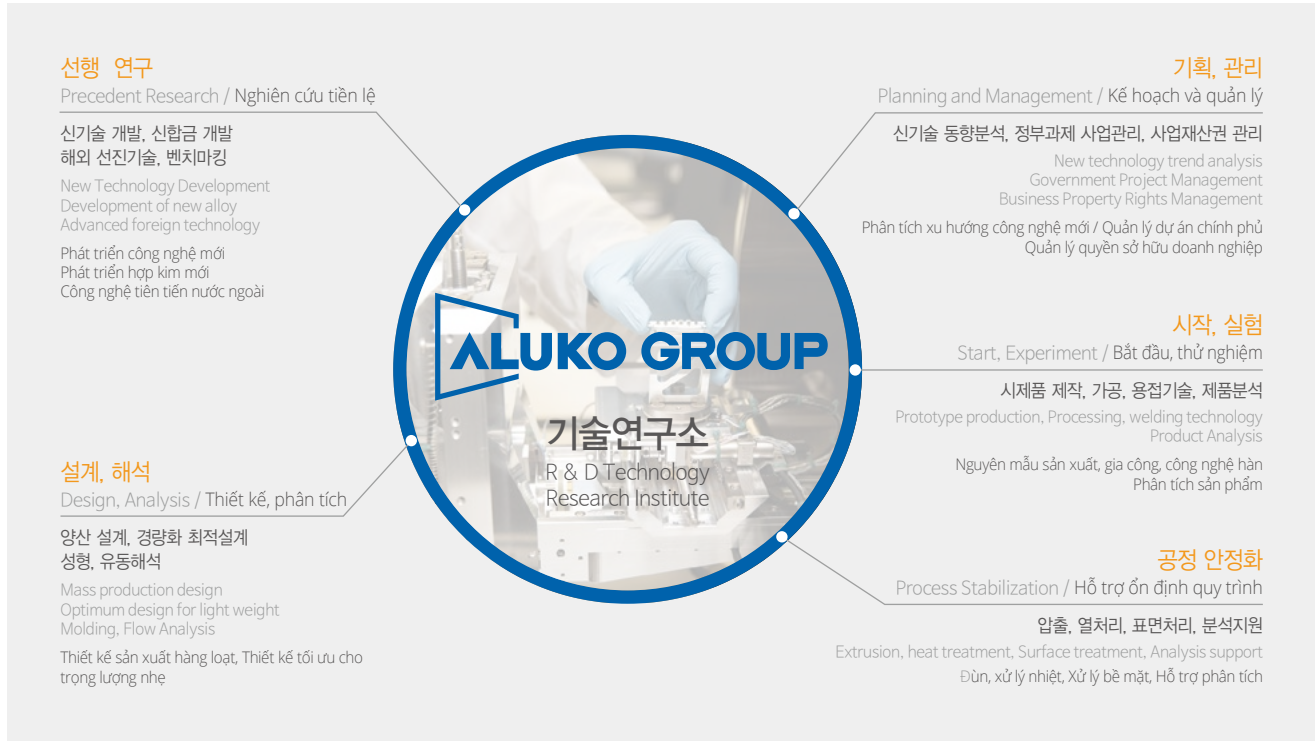 선행 연구
Precedent Research / Nghiên cứu tiền lệ
신기술 개발, 신합금 개발
해외 선진기술, 벤치마킹
New Technology Development
Development of new alloy
Advanced foreign technology
Phát triển công nghệ mới
Phát triển hợp kim mới
Công nghệ tiên tiến nước ngoài
설계, 해석
Design, Analysis / Thiết kế, phân tích
양산 설계, 경량화 최적설계
성형, 유동해석
Mass production design
Optimum design for light weight
Molding, Flow Analysis
Thiết kế sản xuất hàng loạt, Thiết kế tối ưu cho
trọng lượng nhẹ
ALUKO GROUP
기술연구소
R & D Technology
Research Institute
기획, 관리
Planning and Management / Kế hoạch và quản lý
신기술 동향분석, 정부과제 사업관리, 사업재산권 관리
New technology trend analysis
Government Project Management
Business Property Rights Management
Phân tích xu hướng công nghệ mới / Quản lý dự án chính phủ
Quản lý quyền sở hữu doanh nghiệp
시작, 실험
Start, Experiment / Bắt đầu, thử nghiệm
시제품 제작, 가공, 용접기술, 제품분석
Prototype production, Processing, welding technology
Product Analysis
Nguyên mẫu sản xuất, gia công, công nghệ hàn
Phân tích sản phẩm
공정 안정화
Process Stabilization / Hỗ trợ ổn định quy trình
압출, 열처리, 표면처리, 분석지원
Extrusion, heat treatment, Surface treatment, Analysis support
Đùn, xử lý nhiệt, Xử lý bề mặt, Hỗ trợ phân tích